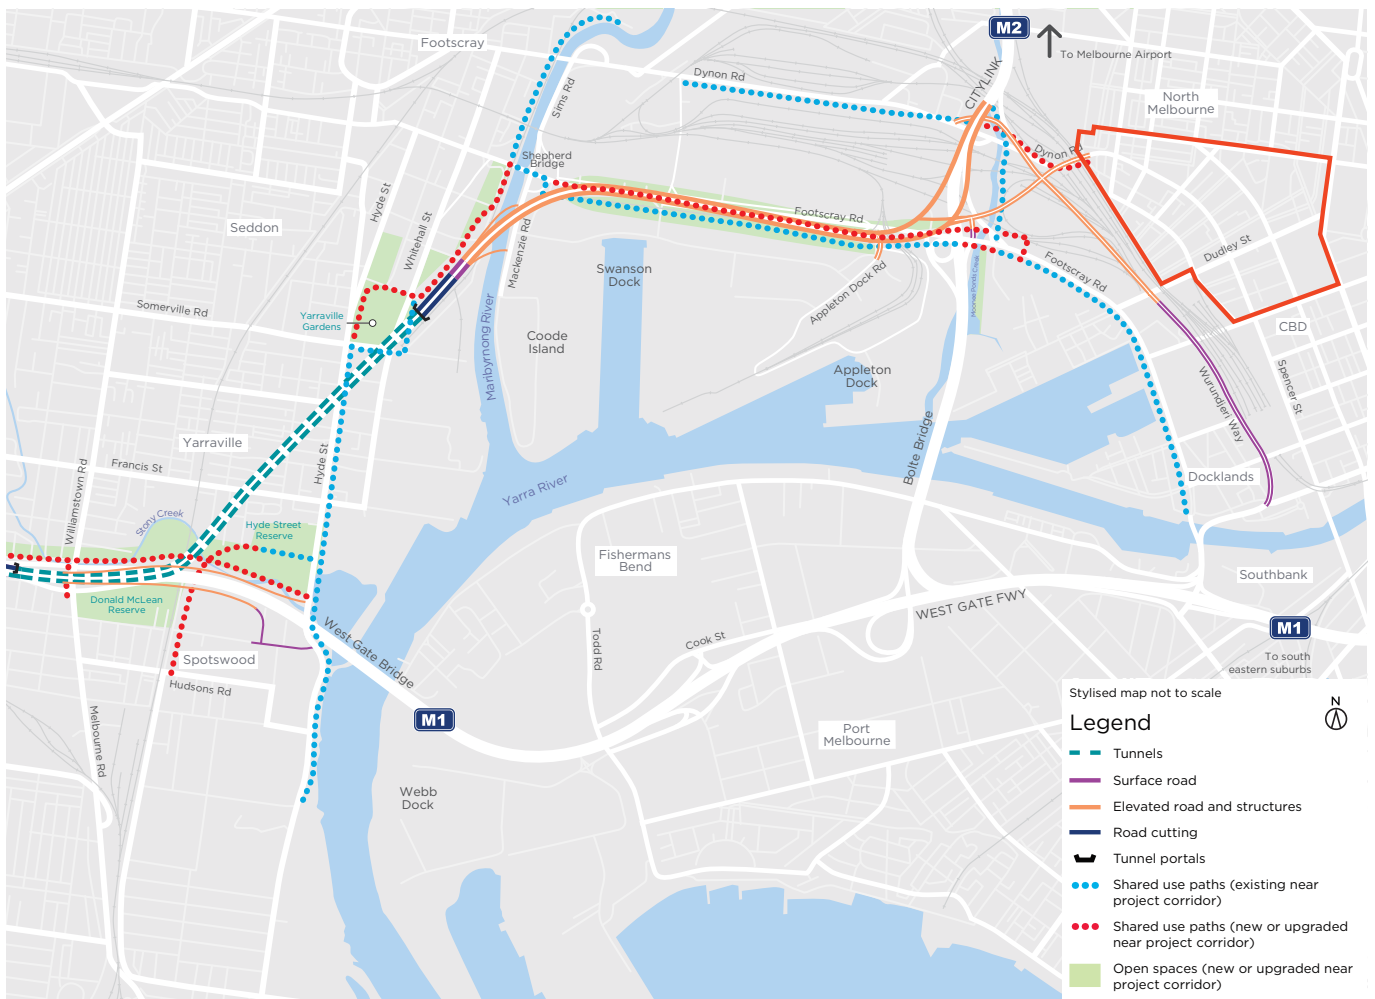 M2
To Melbourne Airport
Footscray
CITYLINK
Dynon Rd
Sims Rd
North
Melbourne
Shepherd
Bridge
Dynon Rd
Hyde St
Whitehall St
Seddon
Footscray Rd
Mackenzie Rd
Dudley St
Swanson
Dock
Footscray Rd
Appleton Dock Rd
Moonee Ponds Creek
Somerville Rd
Yarraville
Gardens
Maribyrnong River
Coode
Island
CBD
Appleton
Dock
Wurundjeri Way
Spencer St
Yarraville
Francis St
Hyde St
Bolte Bridge
Williamstown Rd
Docklands
Yarra River
Stony Creek
Hyde Street
Reserve
Fishermans
Bend
Southbank
Donald McLean
Reserve
WEST GATE FWY
M1
West Gate Bridge
Todd Rd
Cook St
Spotswood
To south
eastern suburbs
Hudsons Rd
M1
Melbourne Rd
Port
Melbourne
Webb
Dock
Stylised map not to scale
N
Legend
Tunnels
Surface road
Elevated road and structures
Road cutting
Tunnel portals
Shared use paths (existing near
project corridor)
Shared use paths (new or upgraded
near project corridor)
Open spaces (new or upgraded near
project corridor)